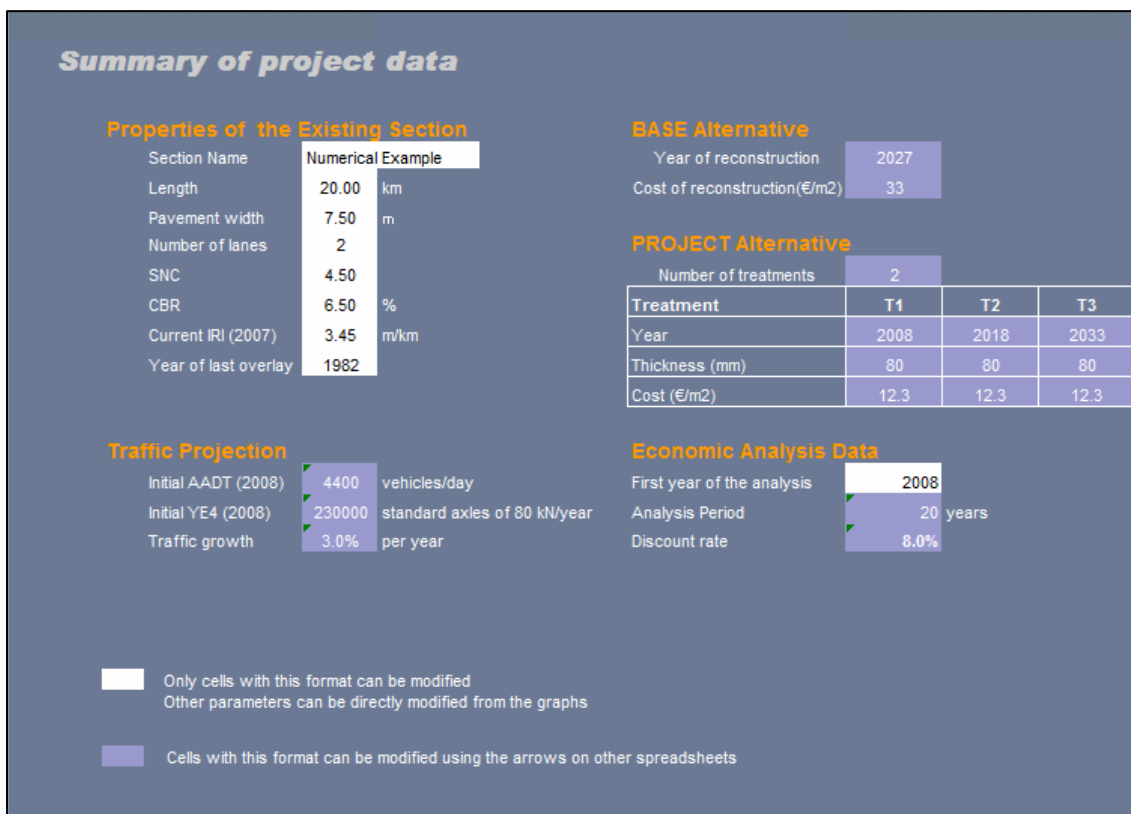 Summary of project data
Properties of the Existing Section
Section Name Numerical Example
Length 20.00 km
Pavement width 7.50 m
Number of lanes 2
SNC 4.50
CBR 6.50 %
Current IRI (2007) 3.45 m/km
Year of last overlay 1982
BASE Alternative
Year of reconstruction 2027
Cost of reconstruction(€/m2) 33
PROJECT Alternative
Number of treatments 2
Treatment T1 T2 T3
Year 2008 2018 2033
Thickness (mm) 80 80 80
Cost (€/m2) 12.3 12.3 12.3
Traffic Projection
Initial AADT (2008) 4400 vehicles/day
Initial YE4 (2008) 230000 standard axles of 80 kN/year
Traffic growth 3.0% per year
Economic Analysis Data
First year of the analysis 2008
Analysis Period 20 years
Discount rate 8.0%
Only cells with this format can be modified
Other parameters can be directly modified from the graphs
Cells with this format can be modified using the arrows on other spreadsheets